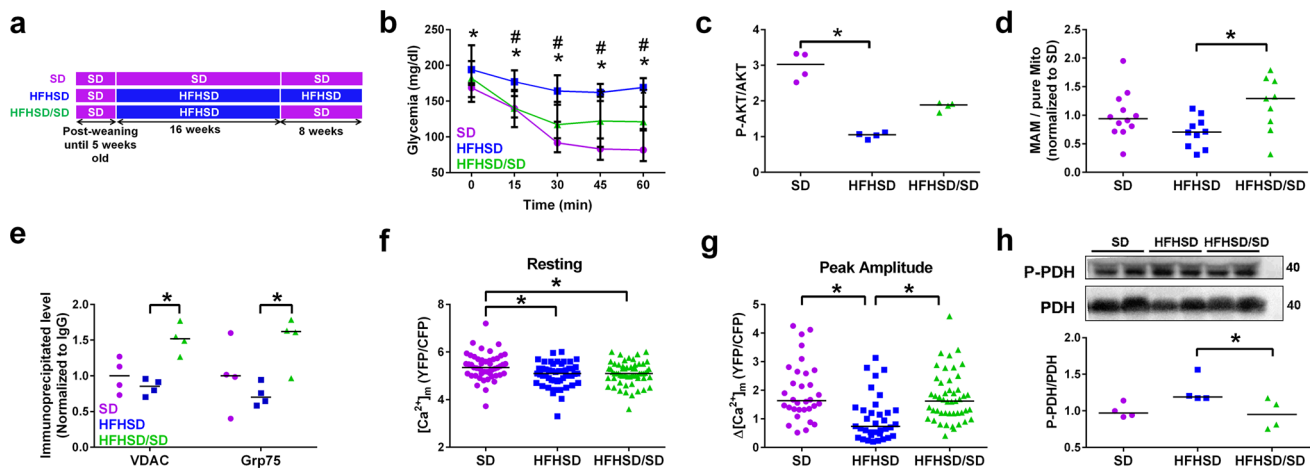 a
SD SD SD SD
HFHSD SD HFHSD HFHSD
HFHSD/SD SD HFHSD SD
Post-weaning
until 5 weeks
old
16 weeks
8 weeks
b
Glycemia (mg/dl)
250
200
150
100
50
* # * # * # * # *
SD
HFHSD
HFHSD/SD
0 15 30 45 60
Time (min)
c
P-AKT/AKT
4
3
2
1
0
*
SD HFHSD HFHSD/SD
d
MAM / pure Mito
(normalized to SD)
2.5
2.0
1.5
1.0
0.5
0.0
*
SD HFHSD HFHSD/SD
e
Immunoprecipitated level
(Normalized to IgG)
2.0
1.5
1.0
0.5
0.0
* *
SD
HFHSD
HFHSD/SD
VDAC Grp75
f
Resting
[Ca²⁺]m (YFP/CFP)
8
6
4
2
* *
SD HFHSD HFHSD/SD
g
Peak Amplitude
Δ[Ca²⁺]m (YFP/CFP)
5
4
3
2
1
0
* *
SD HFHSD HFHSD/SD
h
SD HFHSD HFHSD/SD
P-PDH 40
PDH 40
P-PDH/PDH
2.0
1.5
1.0
0.5
*
SD HFHSD HFHSD/SD